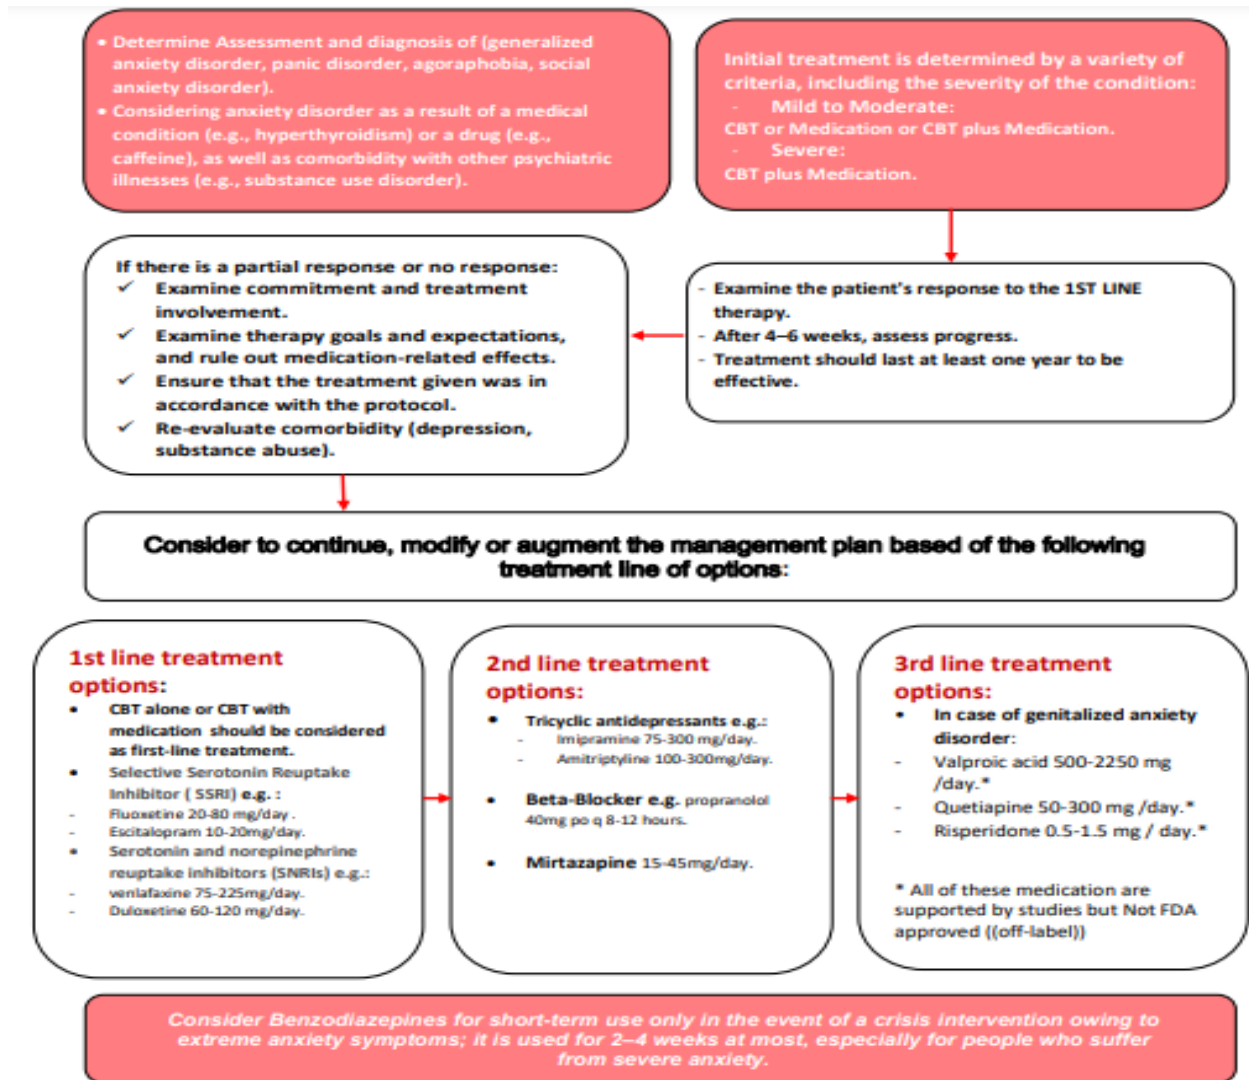 • Determine Assessment and diagnosis of (generalized
anxiety disorder, panic disorder, agoraphobia, social
anxiety disorder).
• Considering anxiety disorder as a result of a medical
condition (e.g., hyperthyroidism) or a drug (e.g.,
caffeine), as well as comorbidity with other psychiatric
illnesses (e.g., substance use disorder).
Initial treatment is determined by a variety of
criteria, including the severity of the condition:
- Mild to Moderate:
CBT or Medication or CBT plus Medication.
- Severe:
CBT plus Medication.
If there is a partial response or no response:
✓ Examine commitment and treatment
involvement.
✓ Examine therapy goals and expectations,
and rule out medication-related effects.
✓ Ensure that the treatment given was in
accordance with the protocol.
✓ Re-evaluate comorbidity (depression,
substance abuse).
- Examine the patient's response to the 1ST LINE
therapy.
- After 4–6 weeks, assess progress.
- Treatment should last at least one year to be
effective.
Consider to continue, modify or augment the management plan based of the following
treatment line of options:
1st line treatment
options:
• CBT alone or CBT with
medication should be considered
as first-line treatment.
• Selective Serotonin Reuptake
Inhibitor ( SSRI) e.g. :
- Fluoxetine 20-80 mg/day .
- Escitalopram 10-20mg/day.
• Serotonin and norepinephrine
reuptake inhibitors (SNRIs) e.g.:
- venlafaxine 75-225mg/day.
- Duloxetine 60-120 mg/day.
2nd line treatment
options:
• Tricyclic antidepressants e.g.:
- Imipramine 75-300 mg/day.
- Amitriptyline 100-300mg/day.
• Beta-Blocker e.g. propranolol
40mg po q 8-12 hours.
• Mirtazapine 15-45mg/day.
3rd line treatment
options:
• In case of genitalized anxiety
disorder:
- Valproic acid 500-2250 mg
/day.*
- Quetiapine 50-300 mg /day.*
- Risperidone 0.5-1.5 mg / day.*
* All of these medication are
supported by studies but Not FDA
approved ((off-label))
Consider Benzodiazepines for short-term use only in the event of a crisis intervention owing to
extreme anxiety symptoms; it is used for 2–4 weeks at most, especially for people who suffer
from severe anxiety.